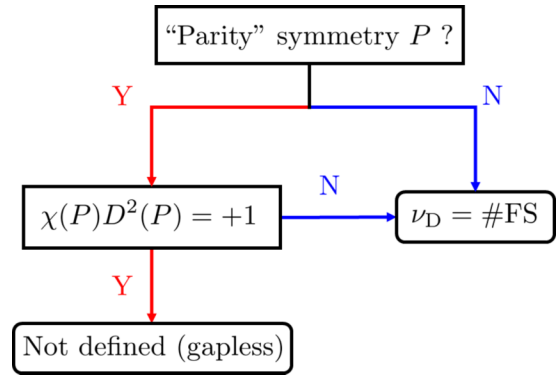 “Parity” symmetry P ?
Y
N
χ(P)D²(P) = +1
N
ν_D = #FS
Y
Not defined (gapless)